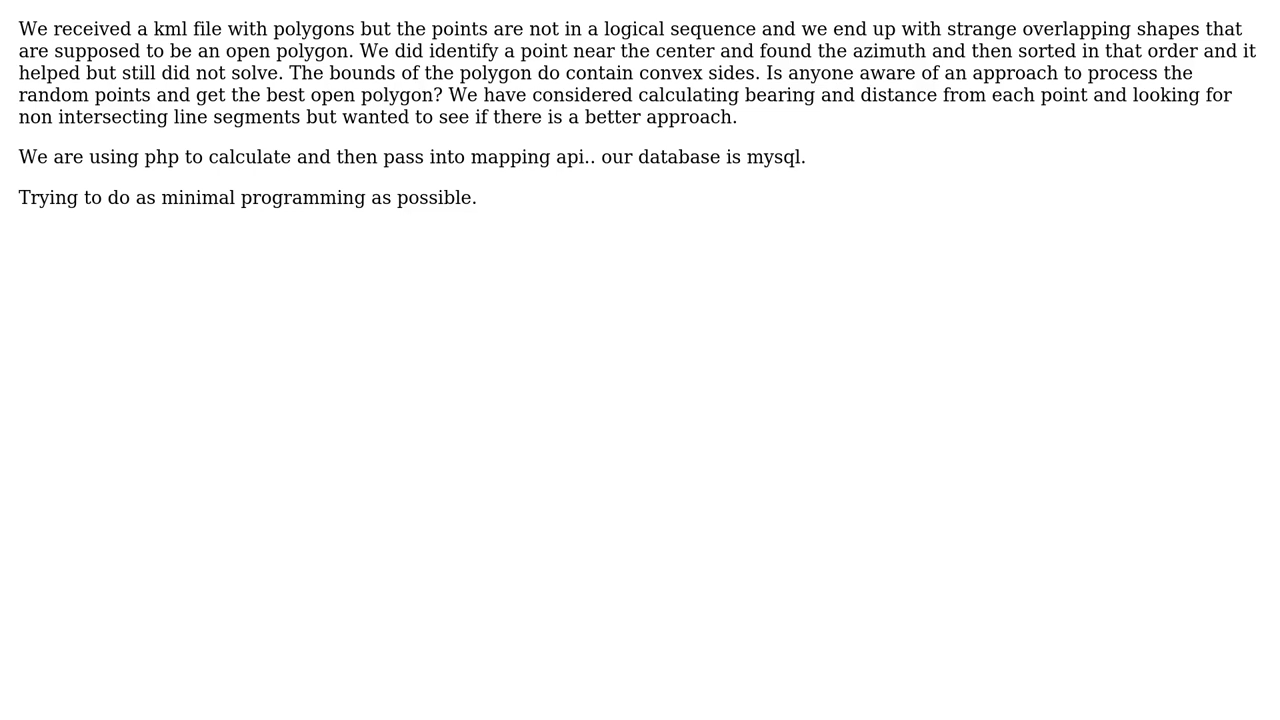 We received a kml file with polygons but the points are not in a logical sequence and we end up with strange overlapping shapes that
are supposed to be an open polygon. We did identify a point near the center and found the azimuth and then sorted in that order and it
helped but still did not solve. The bounds of the polygon do contain convex sides. Is anyone aware of an approach to process the
random points and get the best open polygon? We have considered calculating bearing and distance from each point and looking for
non intersecting line segments but wanted to see if there is a better approach.
We are using php to calculate and then pass into mapping api.. our database is mysql.
Trying to do as minimal programming as possible.